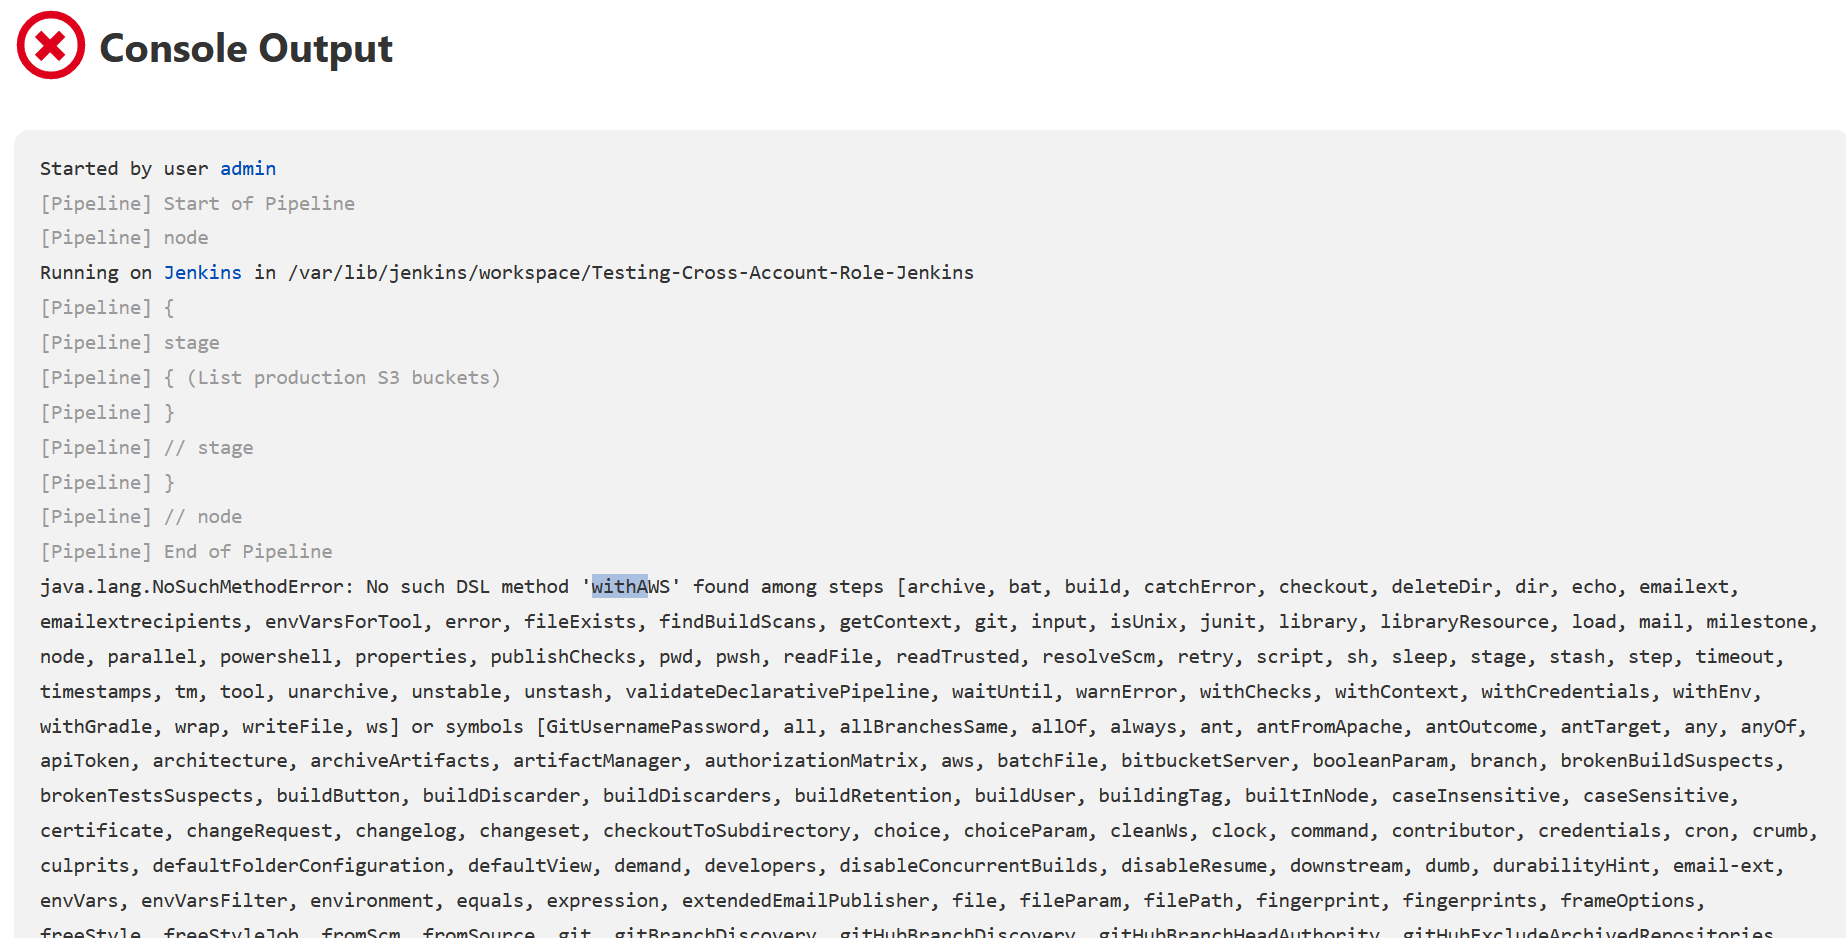 Console Output
Started by user admin
[Pipeline] Start of Pipeline
[Pipeline] node
Running on Jenkins in /var/lib/jenkins/workspace/Testing-Cross-Account-Role-Jenkins
[Pipeline] {
[Pipeline] stage
[Pipeline] { (List production S3 buckets)
[Pipeline] }
[Pipeline] // stage
[Pipeline] }
[Pipeline] // node
[Pipeline] End of Pipeline
java.lang.NoSuchMethodError: No such DSL method 'withAWS' found among steps [archive, bat, build, catchError, checkout, deleteDir, dir, echo, emailext,
emailextrecipients, envVarsForTool, error, fileExists, findBuildScans, getContext, git, input, isUnix, junit, library, libraryResource, load, mail, milestone,
node, parallel, powershell, properties, publishChecks, pwd, pwsh, readFile, readTrusted, resolveScm, retry, script, sh, sleep, stage, stash, step, timeout,
timestamps, tm, tool, unarchive, unstable, unstash, validateDeclarativePipeline, waitUntil, warnError, withChecks, withContext, withCredentials, withEnv,
withGradle, wrap, writeFile, ws] or symbols [GitUsernamePassword, all, allBranchesSame, allOf, always, ant, antFromApache, antOutcome, antTarget, any, anyOf,
apiToken, architecture, archiveArtifacts, artifactManager, authorizationMatrix, aws, batchFile, bitbucketServer, booleanParam, branch, brokenBuildSuspects,
brokenTestsSuspects, buildButton, buildDiscarder, buildDiscarders, buildRetention, buildUser, buildingTag, builtInNode, caseInsensitive, caseSensitive,
certificate, changeRequest, changelog, changeset, checkoutToSubdirectory, choice, choiceParam, cleanWs, clock, command, contributor, credentials, cron, crumb,
culprits, defaultFolderConfiguration, defaultView, demand, developers, disableConcurrentBuilds, disableResume, downstream, dumb, durabilityHint, email-ext,
envVars, envVarsFilter, environment, equals, expression, extendedEmailPublisher, file, fileParam, filePath, fingerprint, fingerprints, frameOptions,
freeStyle, freeStyleJob, fromScm, fromSource, git, gitBranchDiscovery, gitHubBranchDiscovery, gitHubBranchHeadAuthority, gitHubExcludeArchivedRepositories,